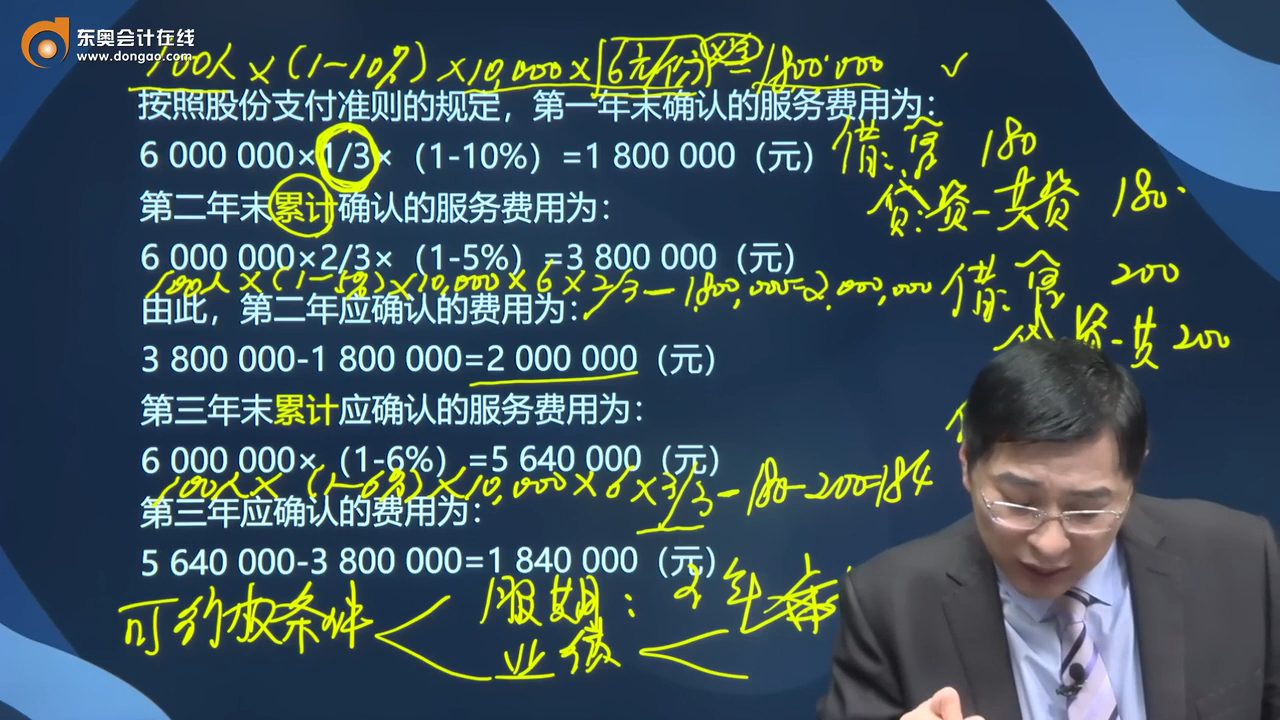 东奥会计在线
www.dongao.com
100人×(1-10%)×10,000×6元/份×1/3=1800,000 ✓
按照股份支付准则的规定，第一年末确认的服务费用为：
6 000 000×1/3×（1-10%）=1 800 000（元）
借:管 180
贷:资-其资 180
第二年末累计确认的服务费用为：
6 000 000×2/3×（1-5%）=3 800 000（元）
100人×(1-5%)×10,000×6×2/3-1,800,000=2,000,000
借:管 200
贷:资-其 200
由此，第二年应确认的费用为：
3 800 000-1 800 000=2 000 000（元）
第三年末累计应确认的服务费用为：
6 000 000×（1-6%）=5 640 000（元）
100人×(1-6%)×10,000×6×3/3-180-200=184
第三年应确认的费用为：
5 640 000-3 800 000=1 840 000（元）
可行权条件
服期:
业绩